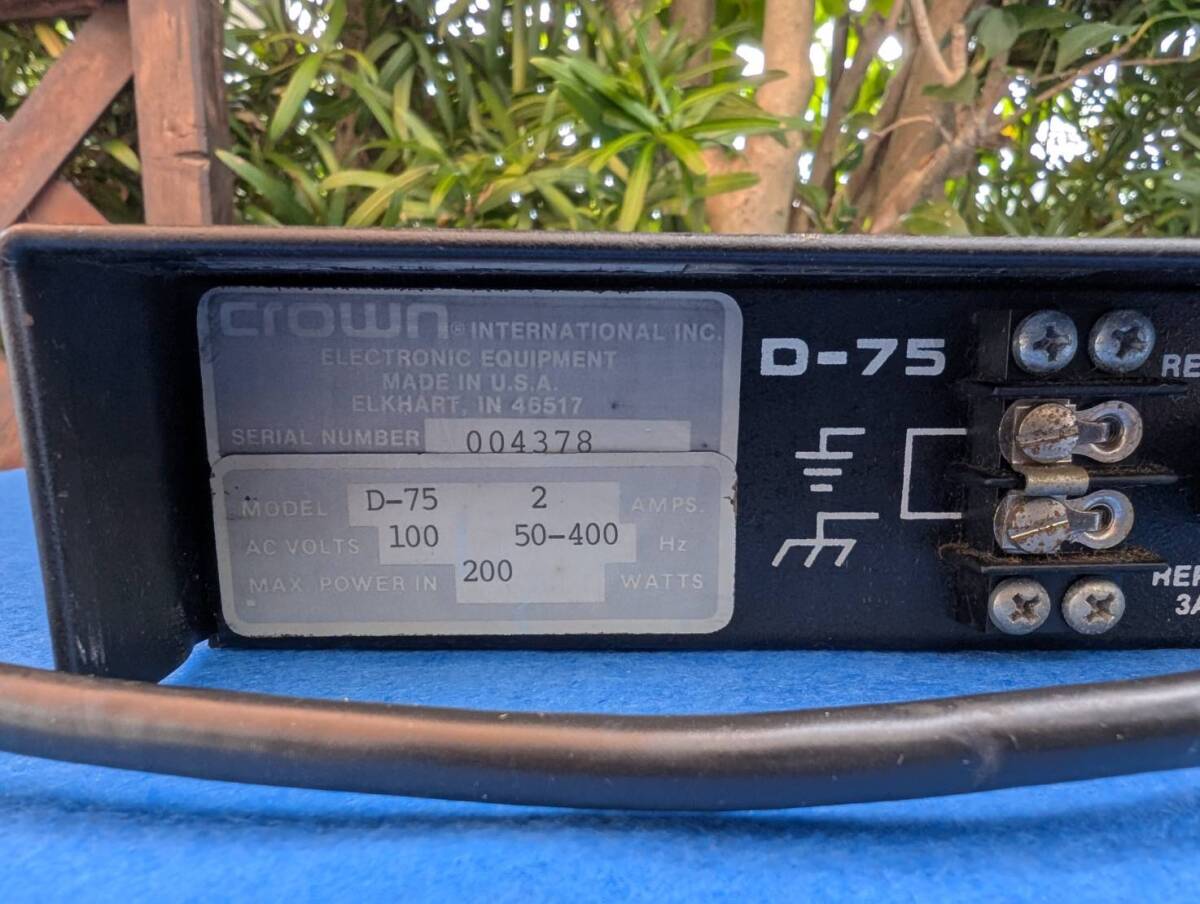 crown® INTERNATIONAL INC.
ELECTRONIC EQUIPMENT
MADE IN U.S.A.
ELKHART, IN 46517
SERIAL NUMBER 004378
MODEL D-75 2 AMPS.
AC VOLTS 100 50-400 Hz
MAX POWER IN 200 WATTS
D-75